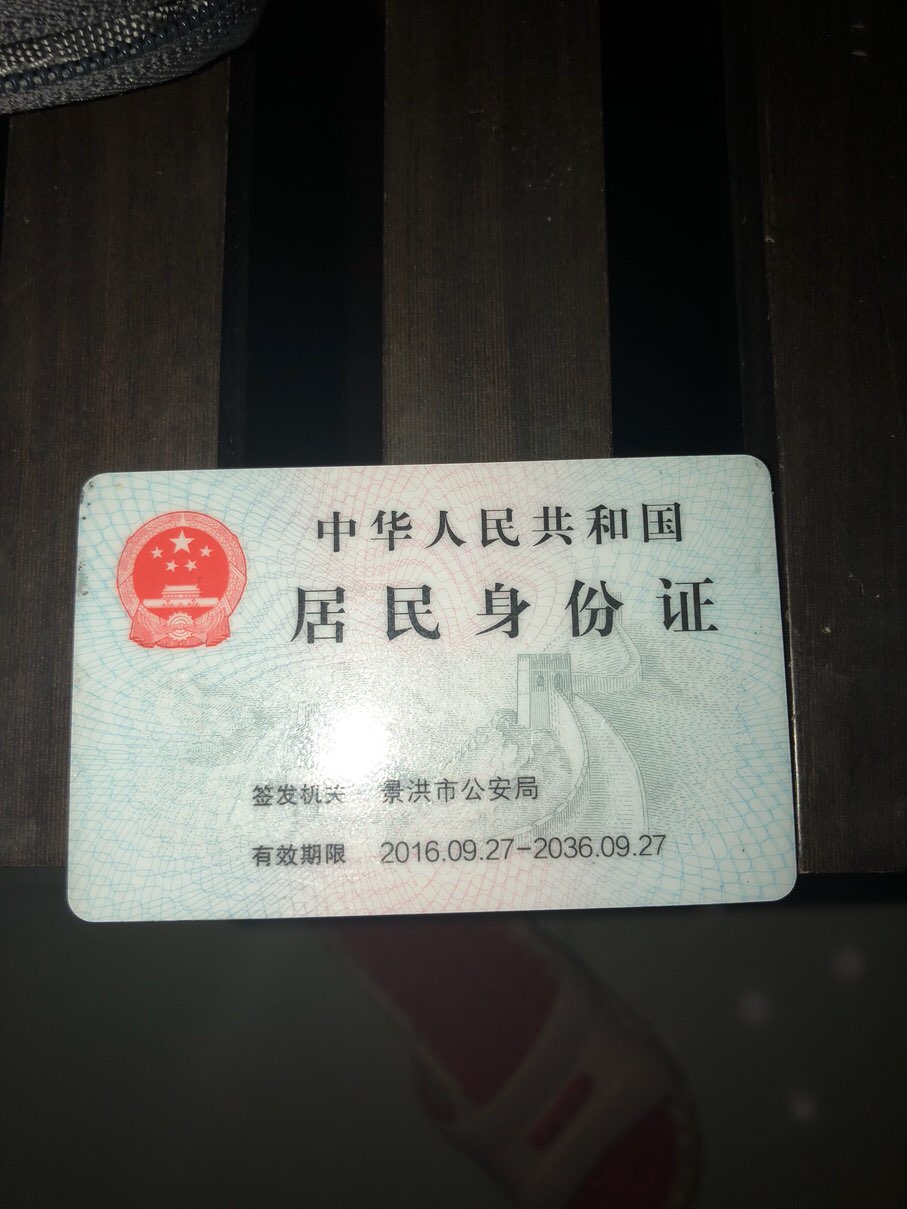 中华人民共和国
居民身份证
签发机关 景洪市公安局
有效期限 2016.09.27-2036.09.27